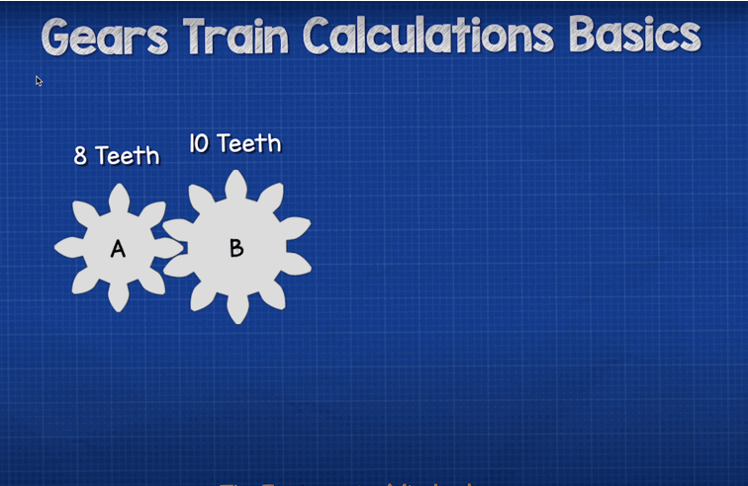 Gears Train Calculations Basics
8 Teeth
10 Teeth
A
B